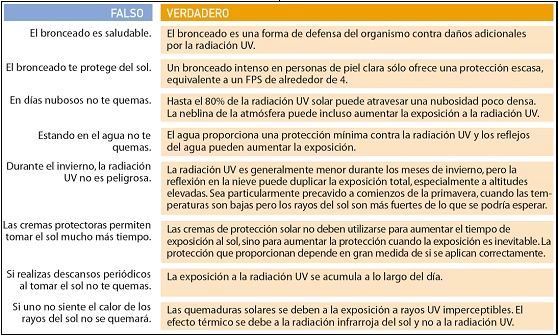 FALSO
VERDADERO
El bronceado es saludable.
El bronceado es una forma de defensa del organismo contra daños adicionales
por la radiación UV.
El bronceado te protege del sol.
Un bronceado intenso en personas de piel clara sólo ofrece una protección escasa,
equivalente a un FPS de alrededor de 4.
En días nubosos no te quemas.
Hasta el 80% de la radiación UV solar puede atravesar una nubosidad poco densa.
La neblina de la atmósfera puede incluso aumentar la exposición a la radiación UV.
Estando en el agua no te
quemas.
El agua proporciona una protección mínima contra la radiación UV y los reflejos
del agua pueden aumentar la exposición.
Durante el invierno, la radiación
UV no es peligrosa.
La radiación UV es generalmente menor durante los meses de invierno, pero la
reflexión en la nieve puede duplicar la exposición total, especialmente a altitudes
elevadas. Sea particularmente precavido a comienzos de la primavera, cuando las tem-
peraturas son bajas pero los rayos del sol son más fuertes de lo que se podría esperar.
Las cremas protectoras permiten
tomar el sol mucho más tiempo.
Las cremas de protección solar no deben utilizarse para aumentar el tiempo de
exposición al sol, sino para aumentar la protección cuando la exposición es inevitable. La
protección que proporcionan depende en gran medida de si se aplican correctamente.
Si realizas descansos periódicos
al tomar el sol no te quemas.
La exposición a la radiación UV se acumula a lo largo del día.
Si uno no siente el calor de los
rayos del sol no se quemará.
Las quemaduras solares se deben a la exposición a rayos UV imperceptibles. El
efecto térmico se debe a la radiación infrarroja del sol y no a la radiación UV.